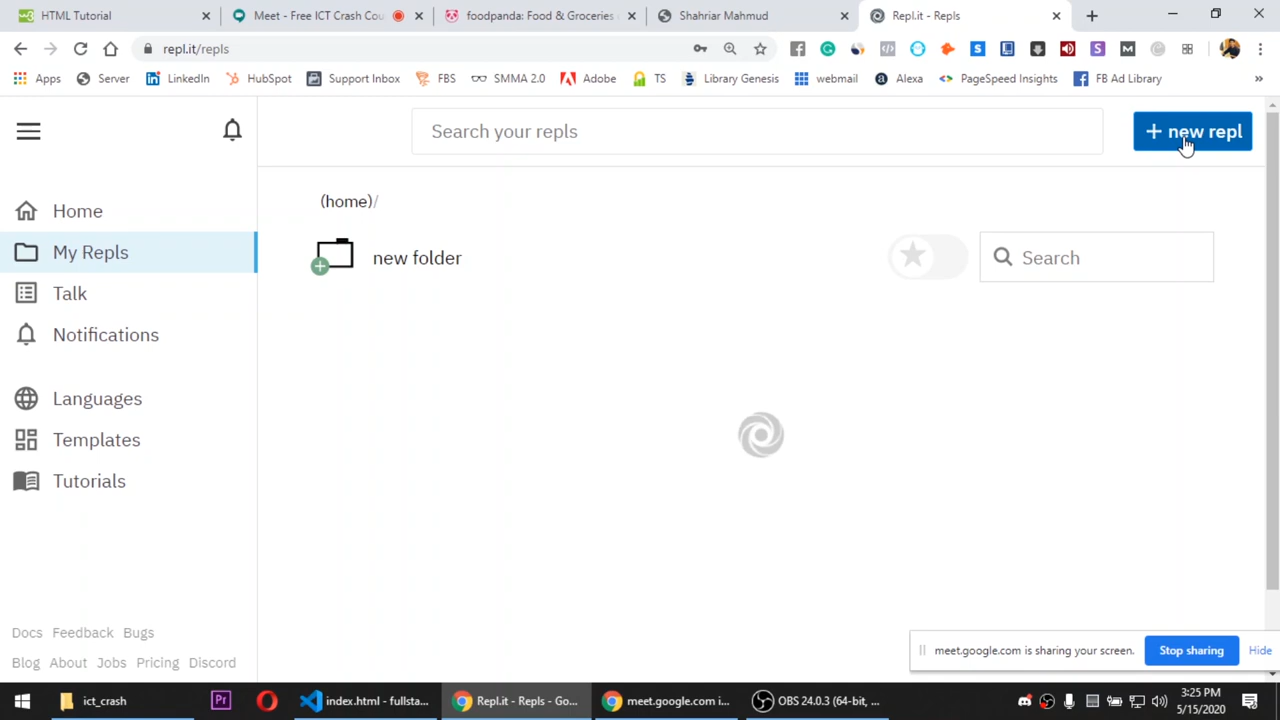 HTML Tutorial
Meet - Free ICT Crash Cou
foodpanda: Food & Groceries
Shahriar Mahmud
Repl.it - Repls
repl.it/repls
Apps
Server
LinkedIn
HubSpot
Support Inbox
FBS
SMMA 2.0
Adobe
TS
Library Genesis
webmail
Alexa
PageSpeed Insights
FB Ad Library
Search your repls
+ new repl
Home
My Repls
Talk
Notifications
Languages
Templates
Tutorials
(home)/
new folder
Search
Docs Feedback Bugs
Blog About Jobs Pricing Discord
meet.google.com is sharing your screen.
Stop sharing
Hide
ict_crash
Pr
index.html - fullsta...
Repl.it - Repls - Go...
meet.google.com i...
OBS 24.0.3 (64-bit, ...
3:25 PM
5/15/2020